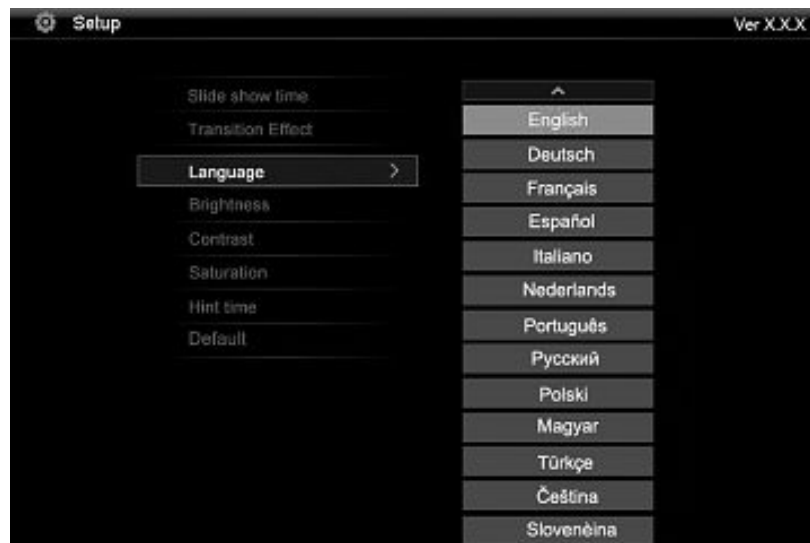 Setup
Ver X.X.X
Slide show time
Transition Effect
Language
Brightness
Contrast
Saturation
Hint time
Default
English
Deutsch
Français
Español
Italiano
Nederlands
Português
Русский
Polski
Magyar
Türkçe
Čeština
Slovenèina